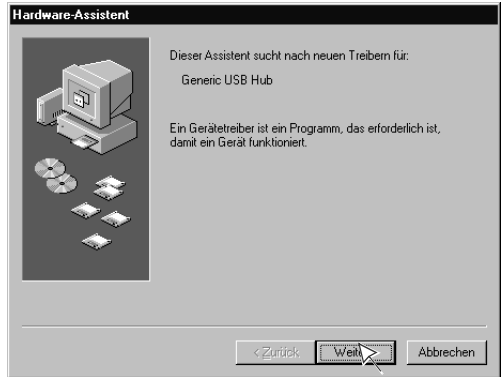 Hardware-Assistent
Dieser Assistent sucht nach neuen Treibern für:
Generic USB Hub
Ein Gerätetreiber ist ein Programm, das erforderlich ist,
damit ein Gerät funktioniert.
< Zurück Weiter > Abbrechen